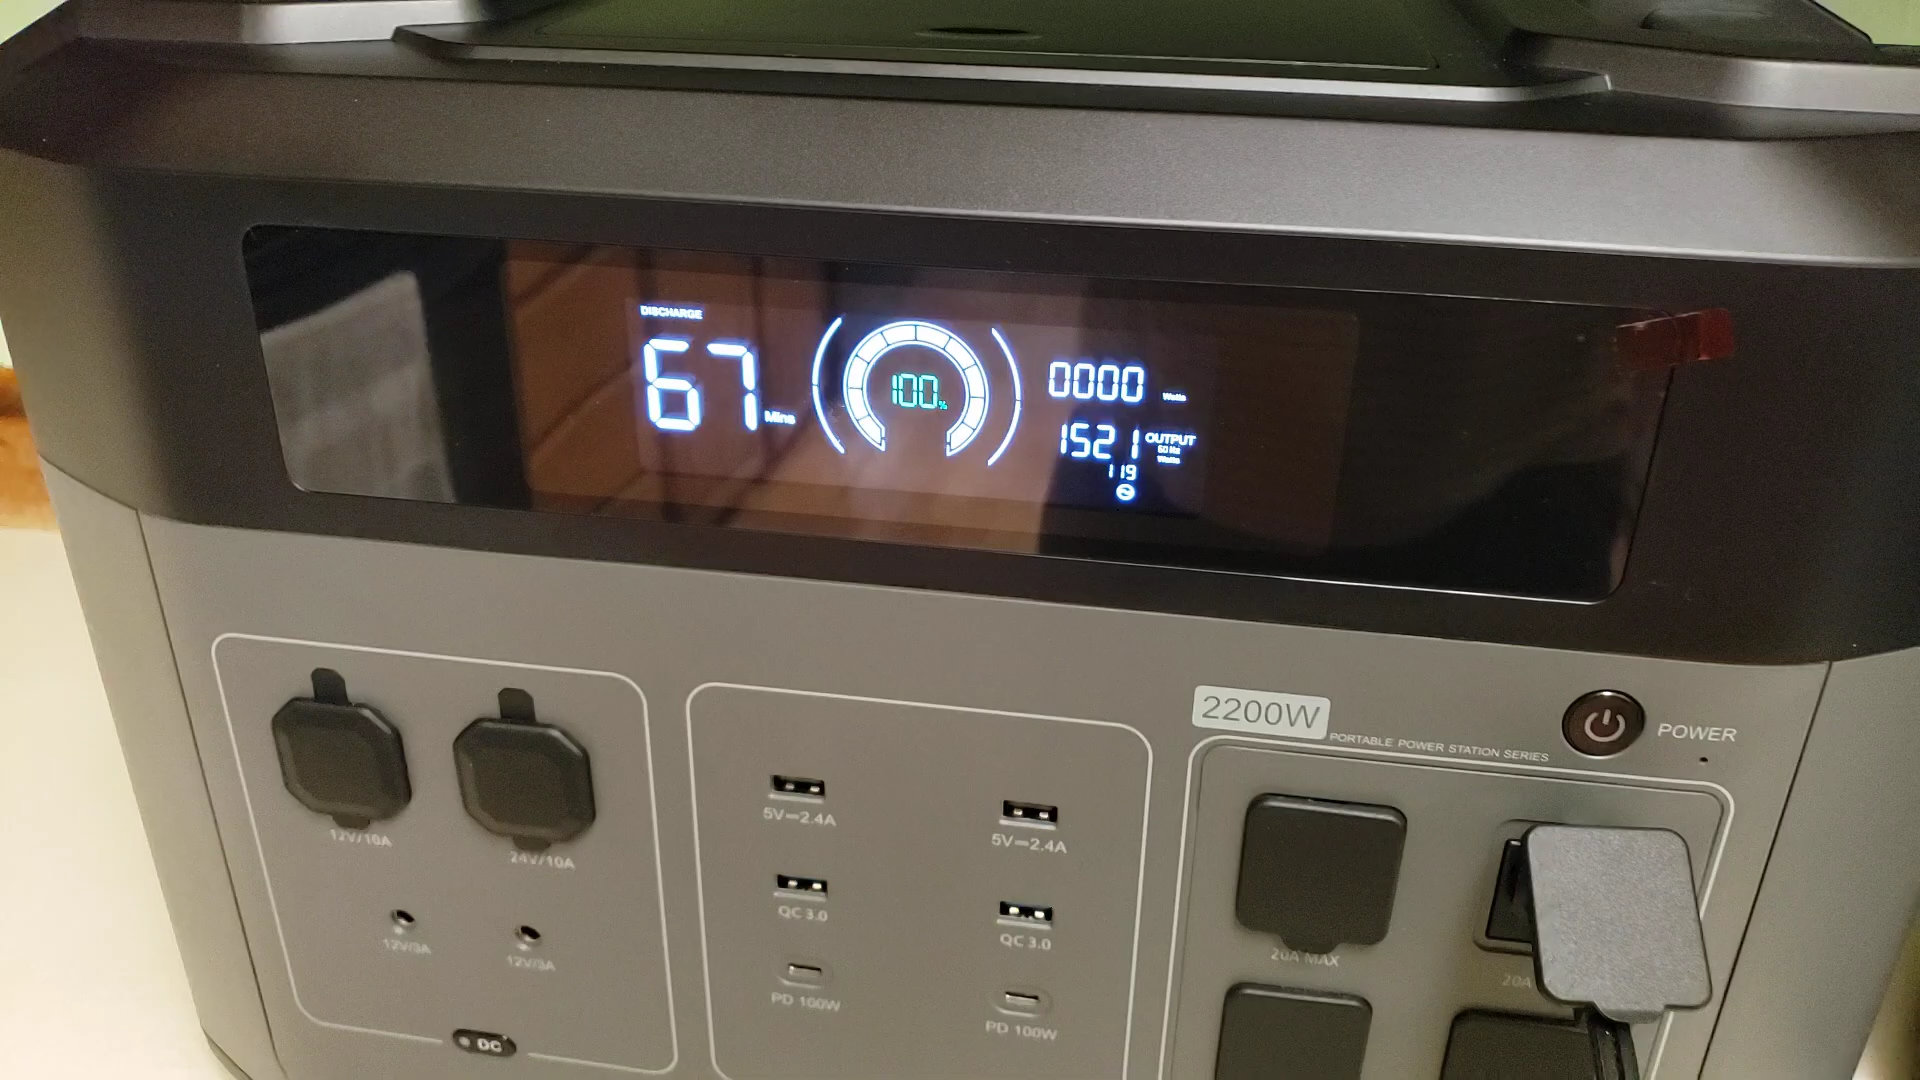 DISCHARGE
67 Mins
100%
0000 Watts
1521 OUTPUT
60 Hz
Watts
119
2200W
PORTABLE POWER STATION SERIES
POWER
12V/10A
24V/10A
12V/3A
12V/3A
DC
5V⎓2.4A
5V⎓2.4A
QC 3.0
QC 3.0
PD 100W
PD 100W
20A MAX
20A